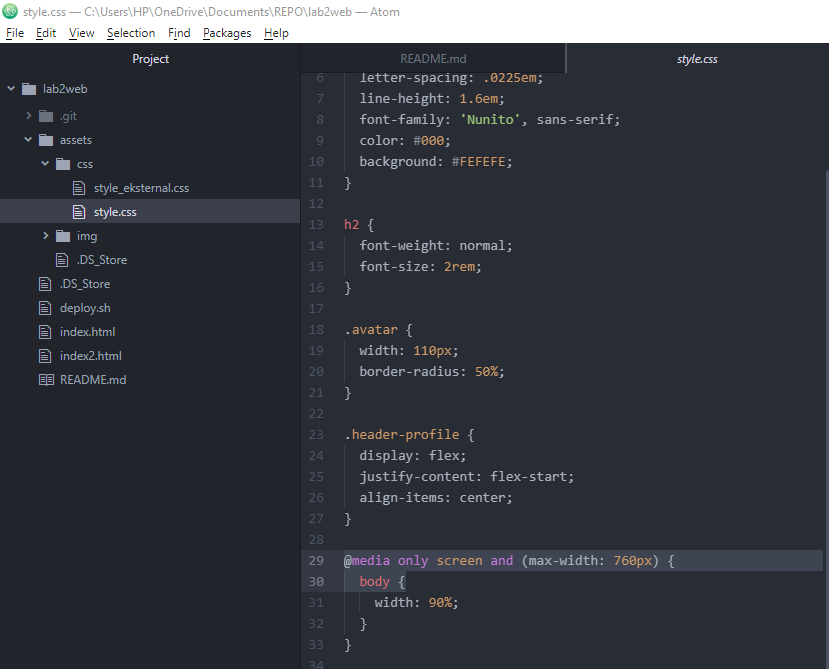 style.css — C:\Users\HP\OneDrive\Documents\REPO\lab2web — Atom
File Edit View Selection Find Packages Help
Project
lab2web
.git
assets
css
style_eksternal.css
style.css
img
.DS_Store
.DS_Store
deploy.sh
index.html
index2.html
README.md
README.md style.css
6 letter-spacing: .0225em;
7 line-height: 1.6em;
8 font-family: 'Nunito', sans-serif;
9 color: #000;
10 background: #FEFEFE;
11 }
12
13 h2 {
14 font-weight: normal;
15 font-size: 2rem;
16 }
17
18 .avatar {
19 width: 110px;
20 border-radius: 50%;
21 }
22
23 .header-profile {
24 display: flex;
25 justify-content: flex-start;
26 align-items: center;
27 }
28
29 @media only screen and (max-width: 760px) {
30 body {
31 width: 90%;
32 }
33 }
34